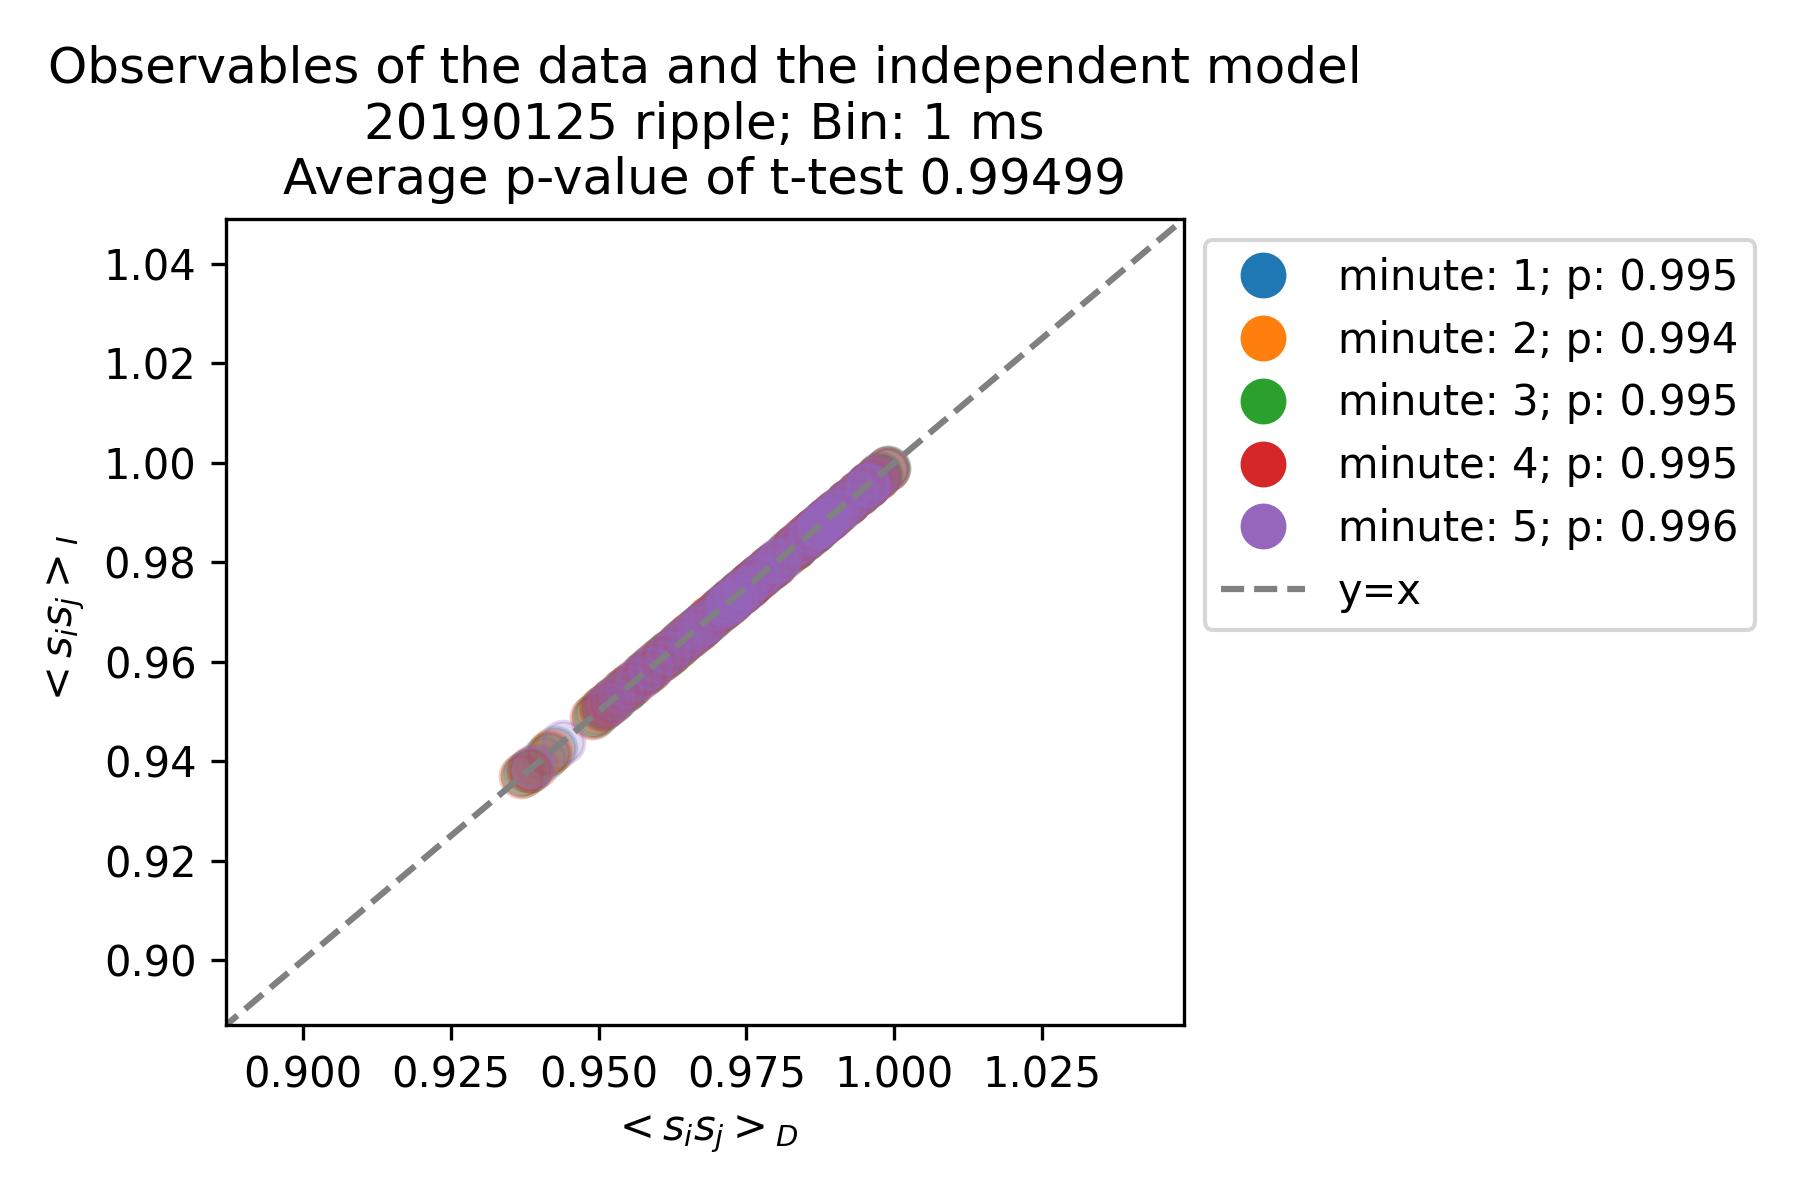 Observables of the data and the independent model
20190125 ripple; Bin: 1 ms
Average p-value of t-test 0.99499
1.04
1.02
1.00
0.98
0.96
0.94
0.92
0.90
< s_i s_j >_I
0.900 0.925 0.950 0.975 1.000 1.025
< s_i s_j >_D
minute: 1; p: 0.995
minute: 2; p: 0.994
minute: 3; p: 0.995
minute: 4; p: 0.995
minute: 5; p: 0.996
y=x